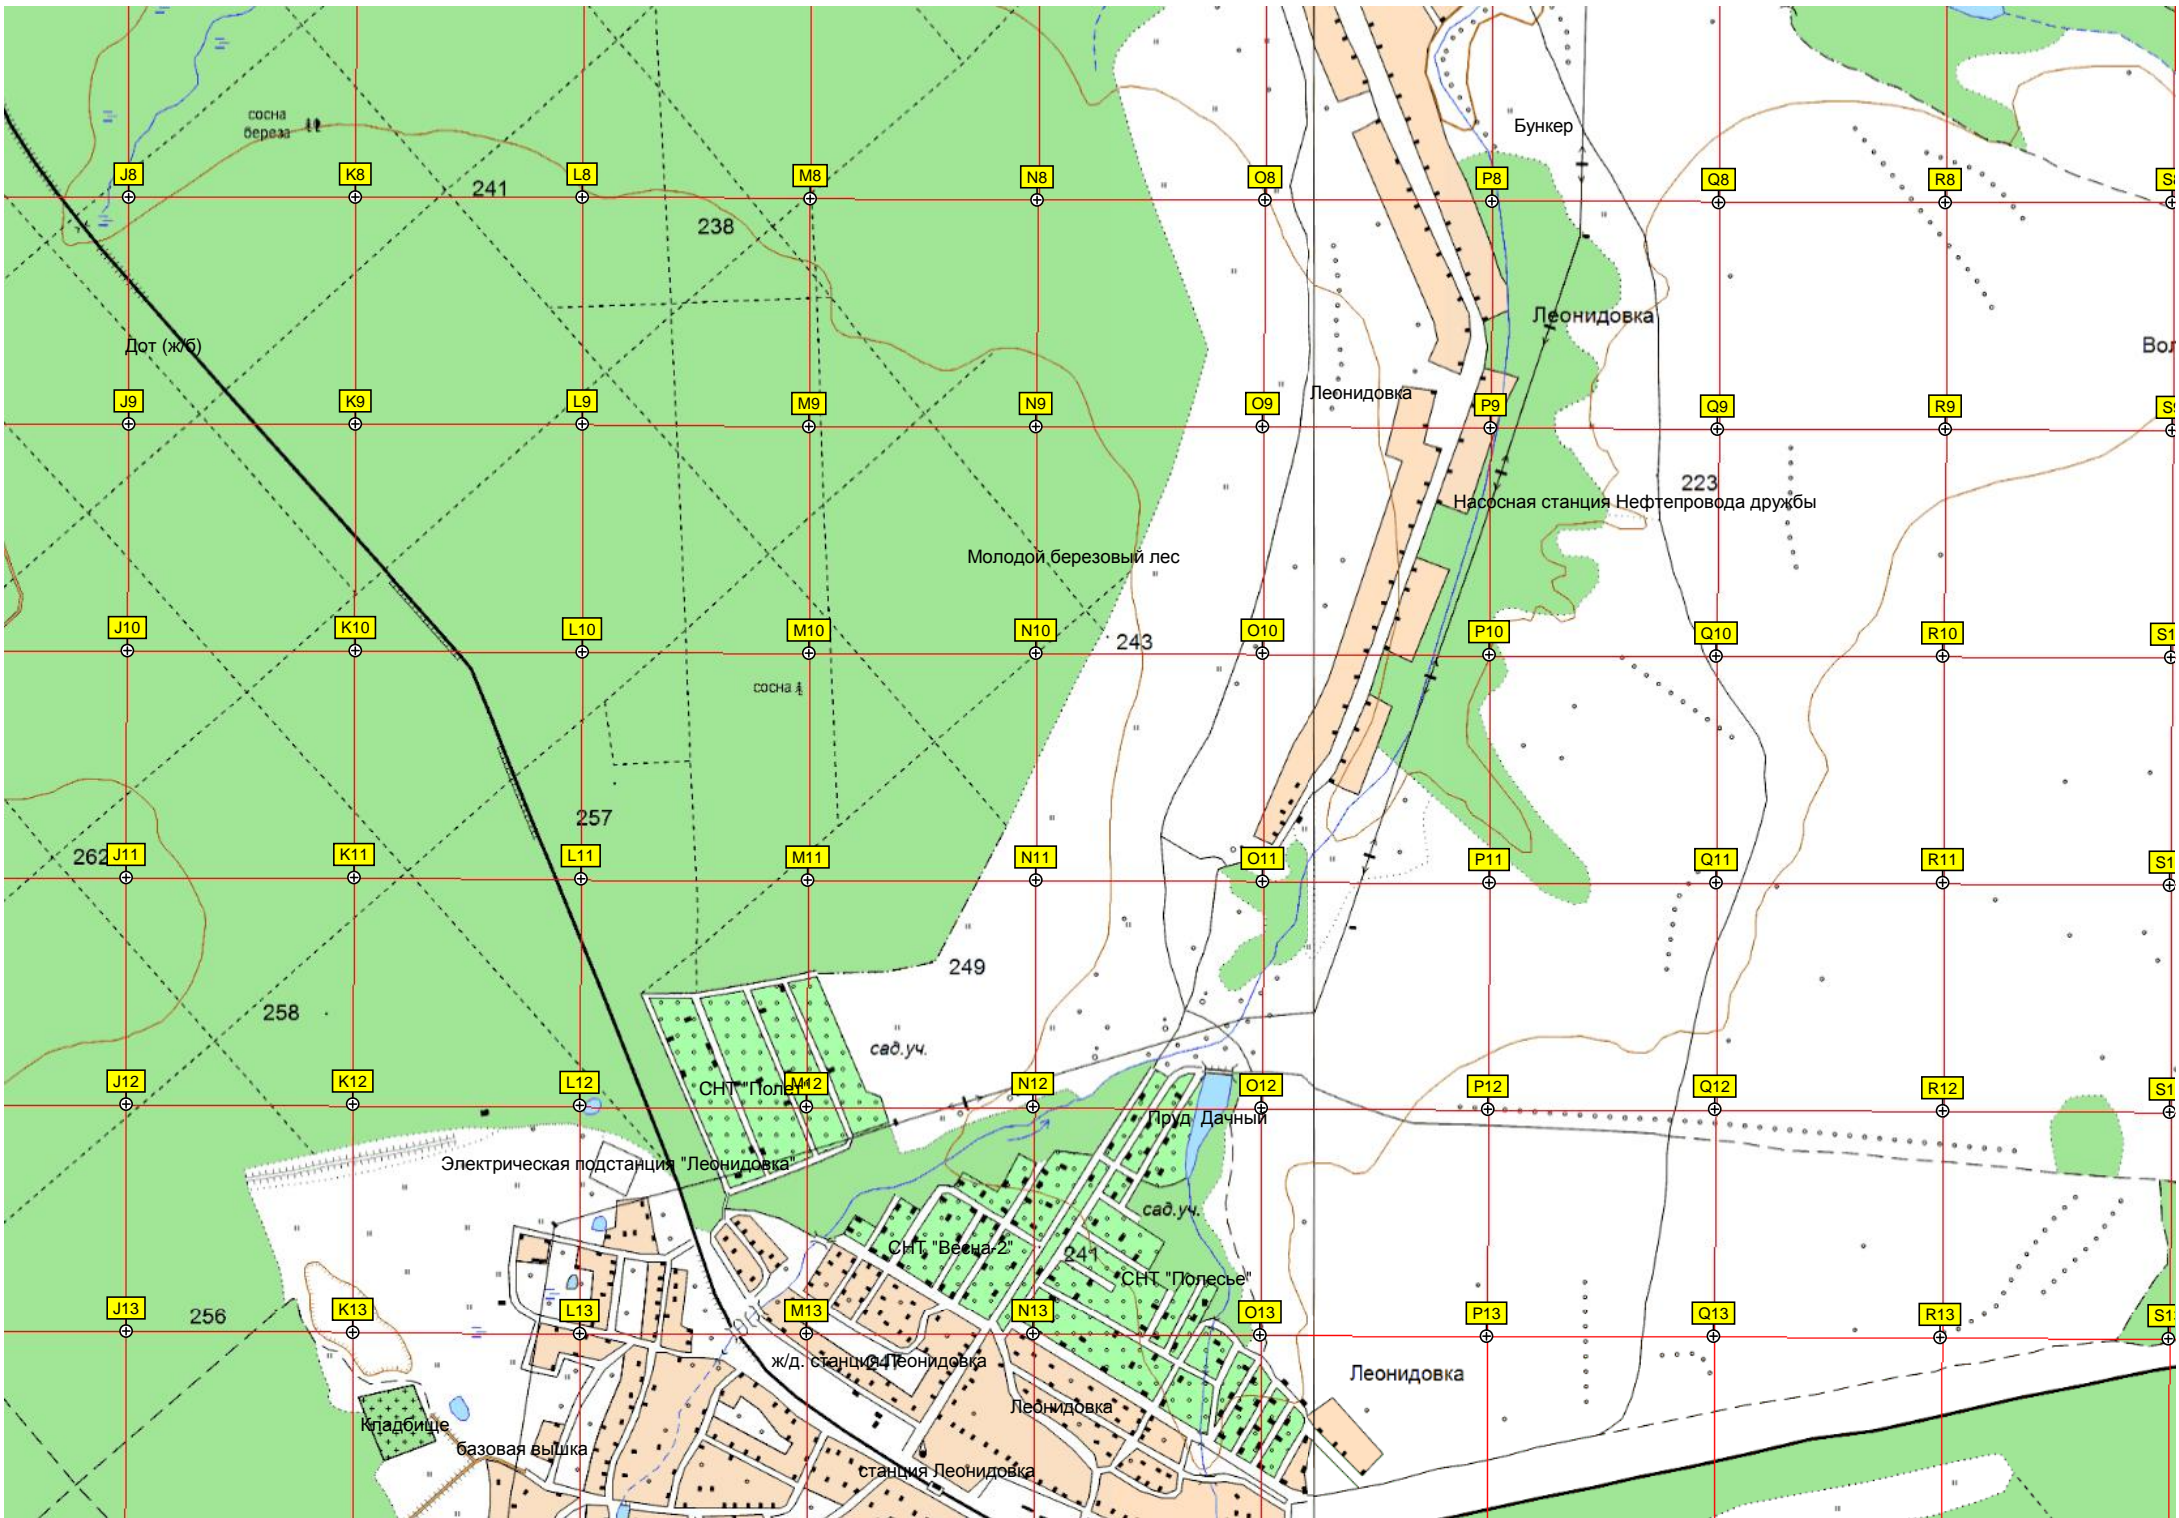 сосна
береза
Бункер
J8
K8
L8
M8
N8
O8
P8
Q8
R8
241
238
Леонидовка
Дот (ж/б)
Леонидовка
J9
K9
L9
M9
N9
O9
P9
Q9
R9
223
Насосная станция Нефтепровода дружбы
Молодой березовый лес
J10
K10
L10
M10
N10
243
O10
P10
Q10
R10
сосна
257
262
J11
K11
L11
M11
N11
O11
P11
Q11
R11
249
258
сад.уч.
J12
K12
L12
СНТ "Полет"
M12
N12
O12
P12
Q12
R12
Пруд Дачный
Электрическая подстанция "Леонидовка"
сад.уч.
СНТ "Весна-2"
241
СНТ "Полесье"
J13
256
K13
L13
M13
N13
O13
P13
Q13
R13
ж/д. станция Леонидовка
Леонидовка
Леонидовка
Кладбище
базовая вышка
станция Леонидовка